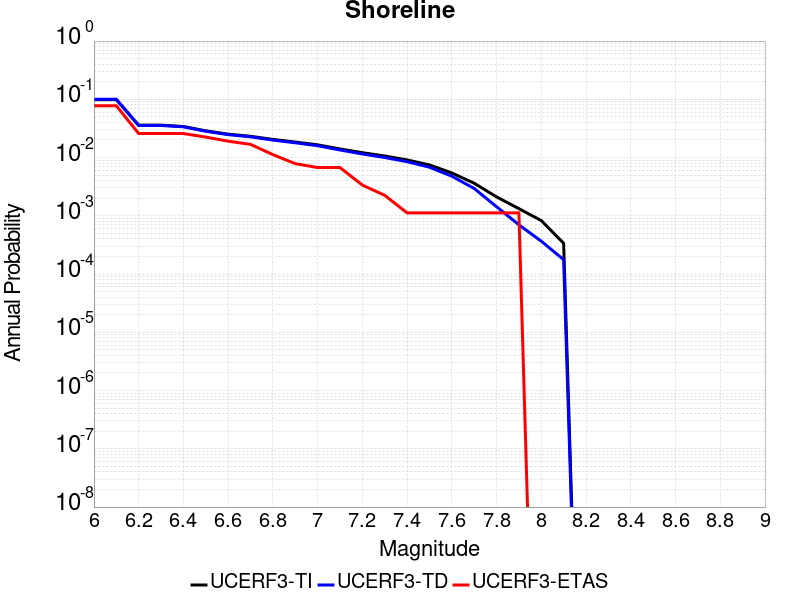 Shoreline
Annual Probability
10^0
10^-1
10^-2
10^-3
10^-4
10^-5
10^-6
10^-7
10^-8
6 6.2 6.4 6.6 6.8 7 7.2 7.4 7.6 7.8 8 8.2 8.4 8.6 8.8 9
Magnitude
UCERF3-TI UCERF3-TD UCERF3-ETAS